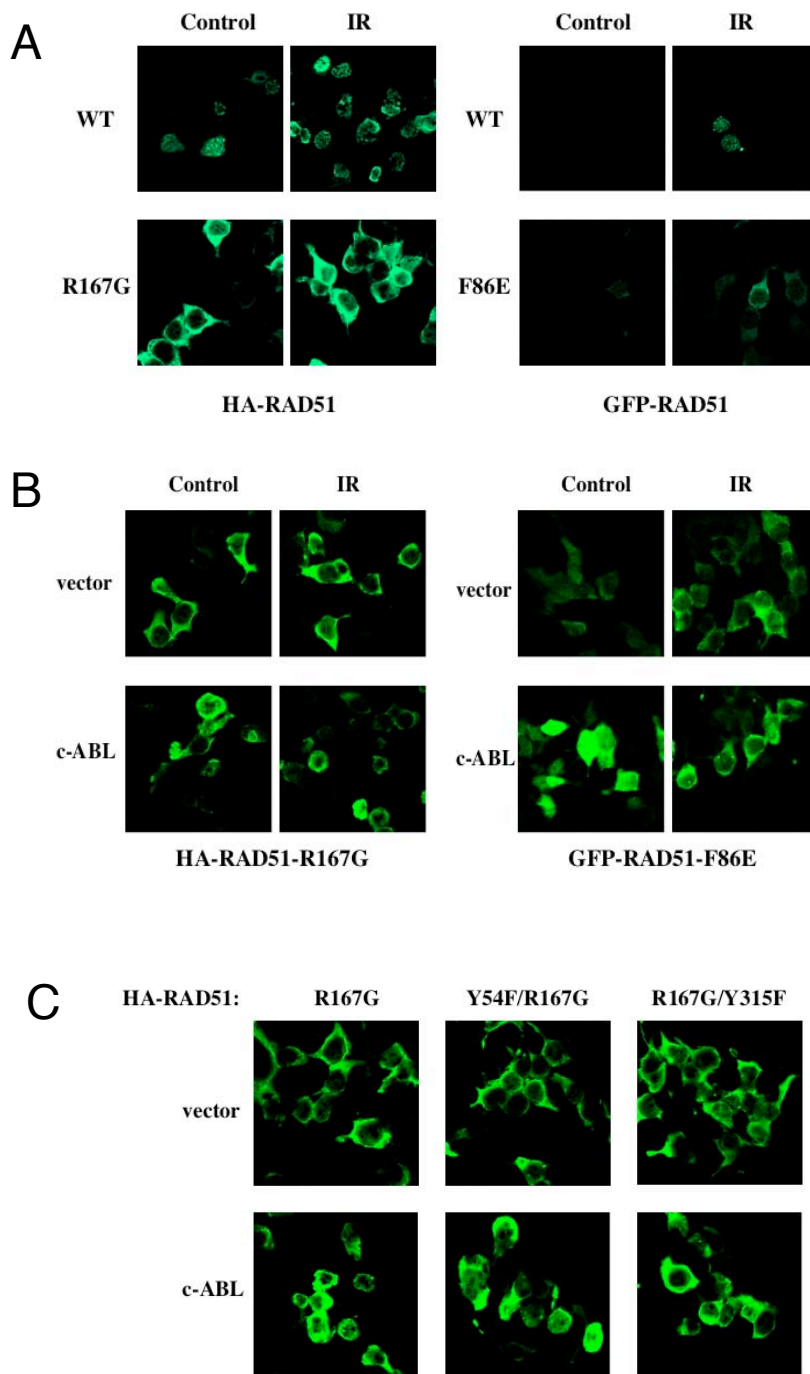 A
Control IR Control IR
WT WT
R167G F86E
HA-RAD51 GFP-RAD51
B
Control IR Control IR
vector vector
c-ABL c-ABL
HA-RAD51-R167G GFP-RAD51-F86E
C
HA-RAD51: R167G Y54F/R167G R167G/Y315F
vector
c-ABL